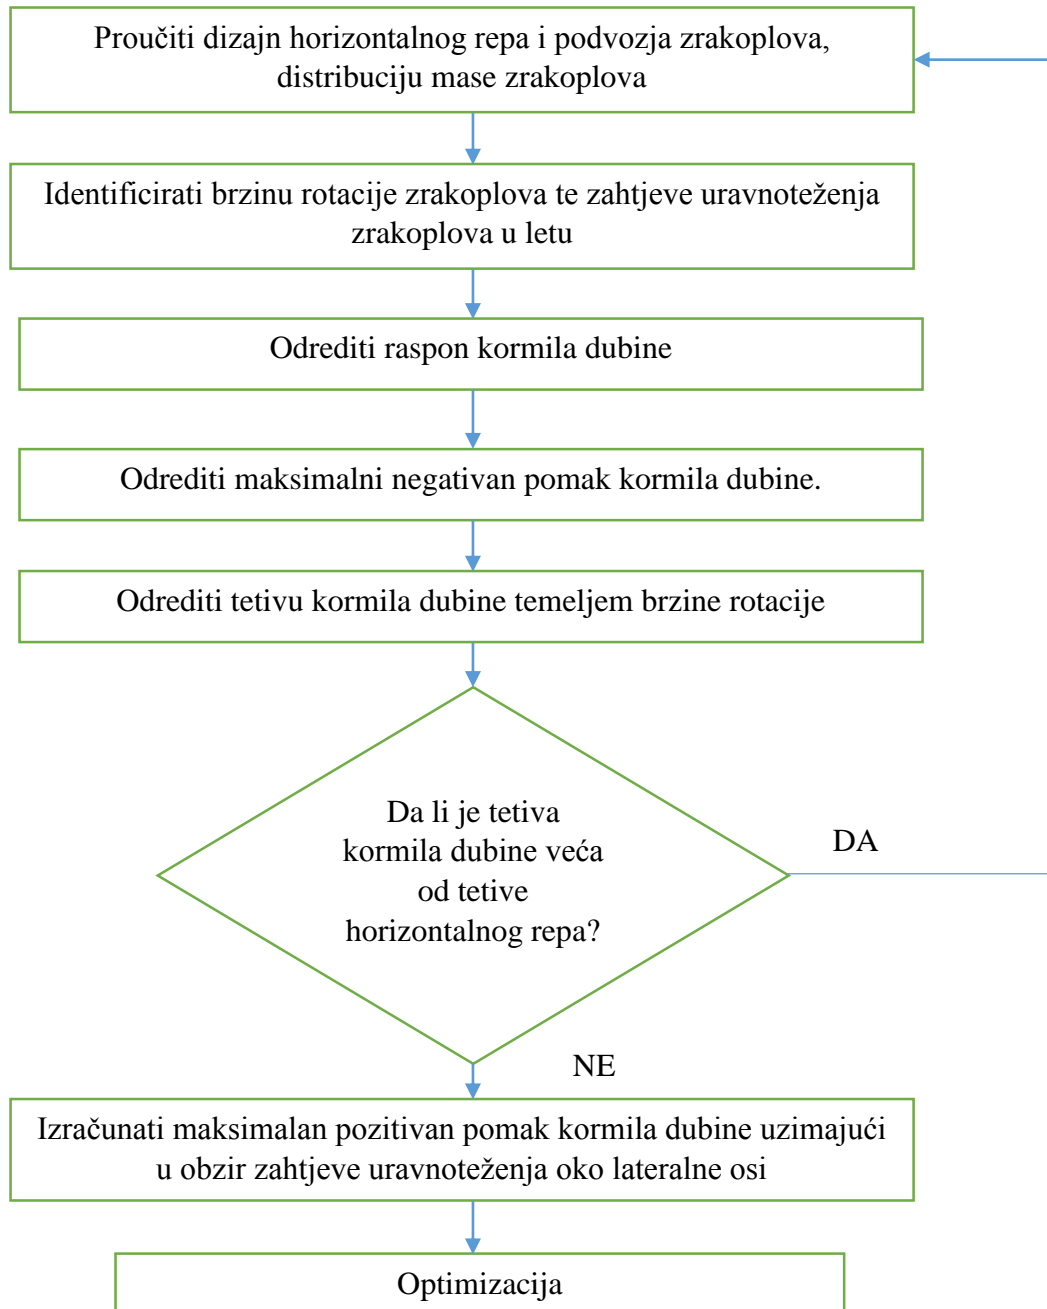 Proučiti dizajn horizontalnog repa i podvozja zrakoplova,
distribuciju mase zrakoplova
Identificirati brzinu rotacije zrakoplova te zahtjeve uravnoteženja
zrakoplova u letu
Odrediti raspon kormila dubine
Odrediti maksimalni negativan pomak kormila dubine.
Odrediti tetivu kormila dubine temeljem brzine rotacije
Da li je tetiva
kormila dubine veća
od tetive
horizontalnog repa?
DA
NE
Izračunati maksimalan pozitivan pomak kormila dubine uzimajući
u obzir zahtjeve uravnoteženja oko lateralne osi
Optimizacija